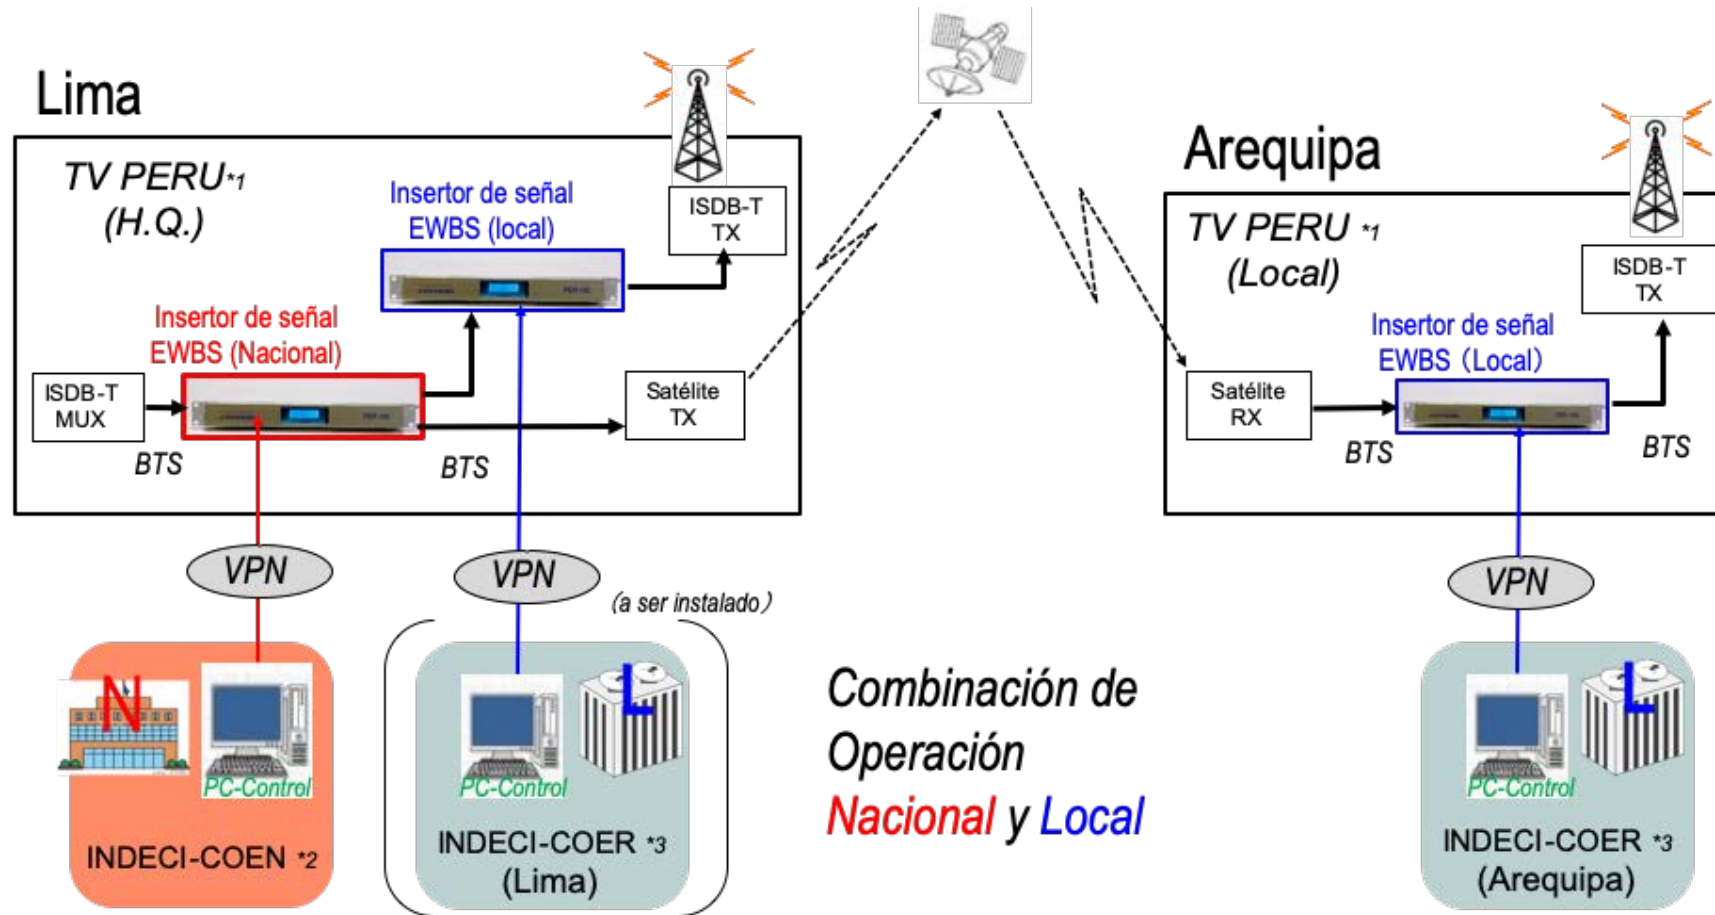 Lima
TV PERU*1
(H.Q.)
Insertor de señal
EWBS (local)
ISDB-T
TX
Insertor de señal
EWBS (Nacional)
ISDB-T
MUX
BTS
BTS
Satélite
TX
Arequipa
TV PERU *1
(Local)
ISDB-T
TX
Insertor de señal
EWBS (Local)
Satélite
RX
BTS
BTS
VPN
VPN
VPN
(a ser instalado)
N
PC-Control
INDECI-COEN *2
L
PC-Control
INDECI-COER *3
(Lima)
Combinación de
Operación
Nacional y Local
L
PC-Control
INDECI-COER *3
(Arequipa)